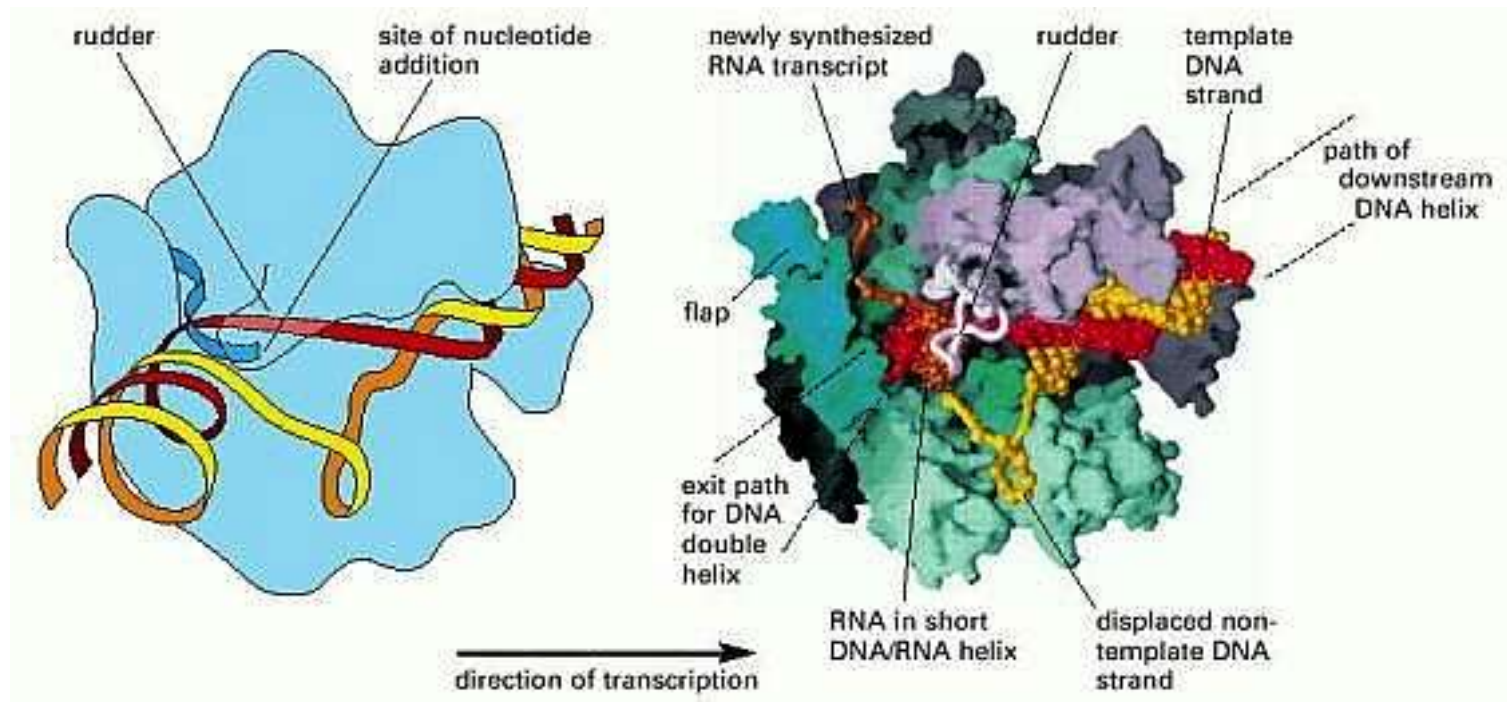 rudder
site of nucleotide
addition
newly synthesized
RNA transcript
rudder
template
DNA
strand
path of
downstream
DNA helix
flap
exit path
for DNA
double
helix
RNA in short
DNA/RNA helix
displaced non-
template DNA
strand
direction of transcription